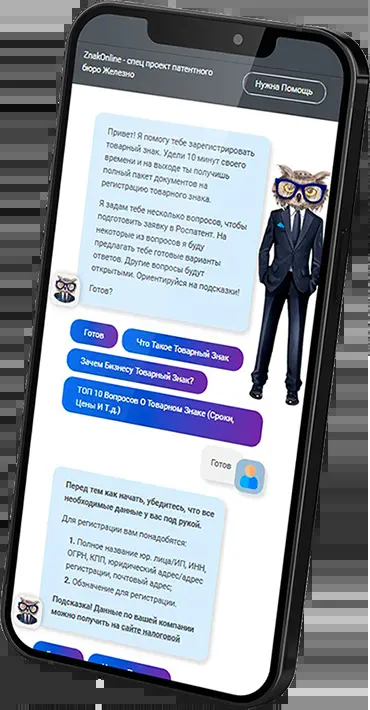 ZnakOnline - спец проект патентного
бюро Железно
Нужна Помощь
Привет! Я помогу тебе зарегистрировать
товарный знак. Удели 10 минут своего
времени и на выходе ты получишь
полный пакет документов на
регистрацию товарного знака.
Я задам тебе несколько вопросов, чтобы
подготовить заявку в Роспатент. На
некоторые из вопросов я буду
предлагать тебе готовые варианты
ответов. Другие вопросы будут
открытыми. Ориентируйся на подсказки!
Готов?
Готов
Что Такое Товарный Знак
Зачем Бизнесу Товарный Знак?
ТОП 10 Вопросов О Товарном Знаке (Сроки,
Цены И Т.д.)
Готов
Перед тем как начать, убедитесь, что все
необходимые данные у вас под рукой.
Для регистрации вам понадобятся:
1. Полное название юр. лица/ИП, ИНН,
ОГРН, КПП, юридический адрес/адрес
регистрации, почтовый адрес;
2. Обозначение для регистрации.
Подсказка! Данные по вашей компании
можно получить на сайте налоговой